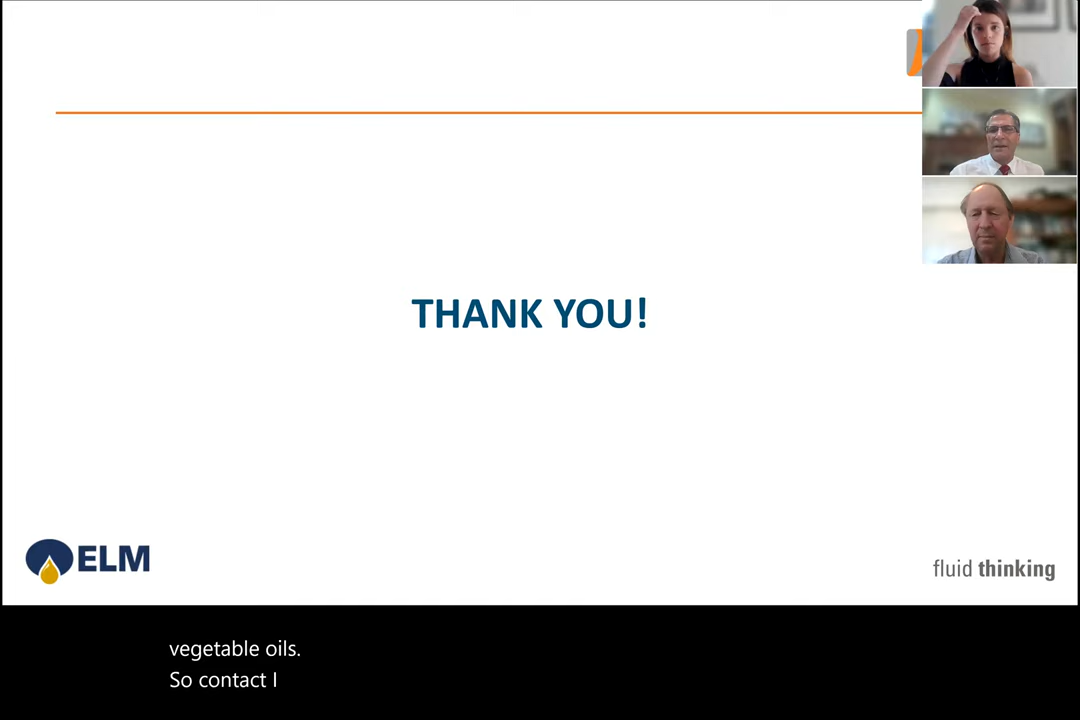 THANK YOU!
ELM
fluid thinking
vegetable oils.
So contact I